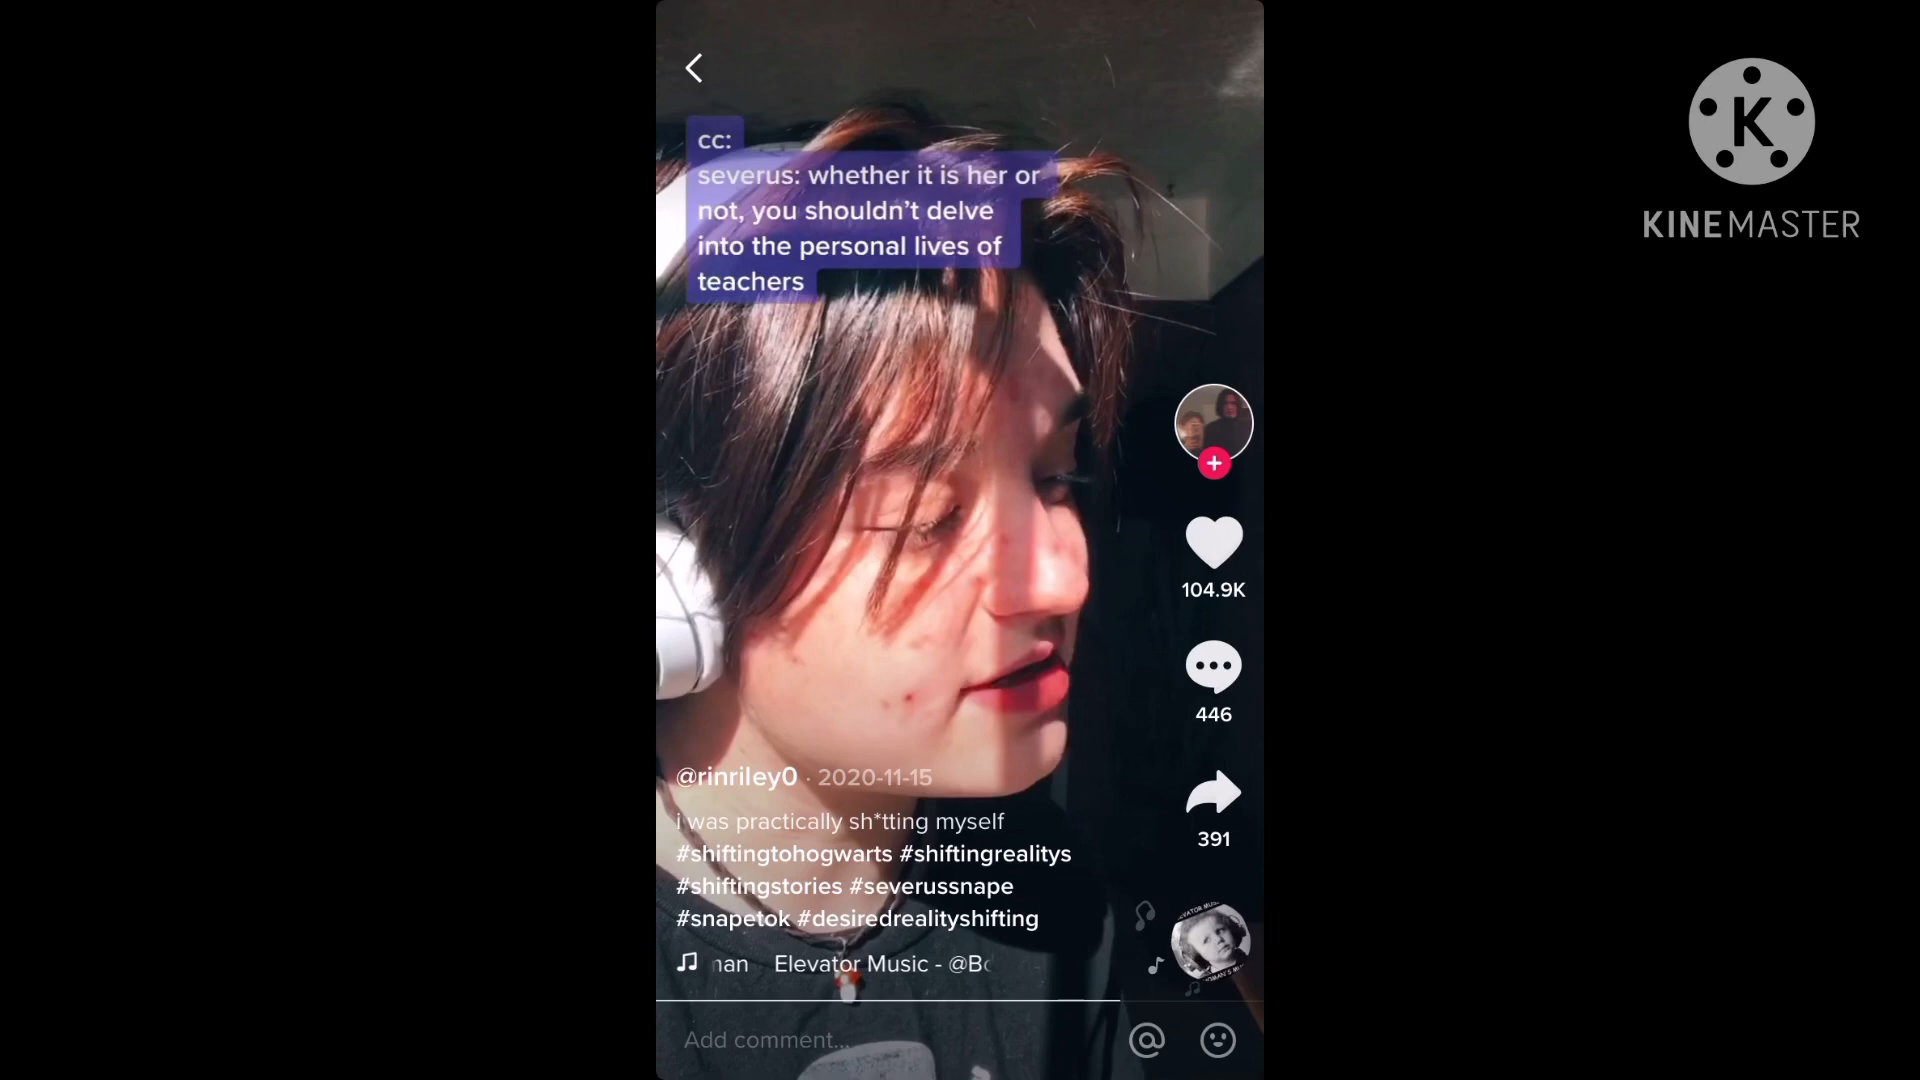 cc:
severus: whether it is her or
not, you shouldn't delve
into the personal lives of
teachers
K
KINEMASTER
104.9K
446
391
@rinriley0 · 2020-11-15
i was practically sh*tting myself
#shiftingtohogwarts #shiftingrealitys
#shiftingstories #severussnape
#snapetok #desiredrealityshifting
nan Elevator Music - @Bo
Add comment...